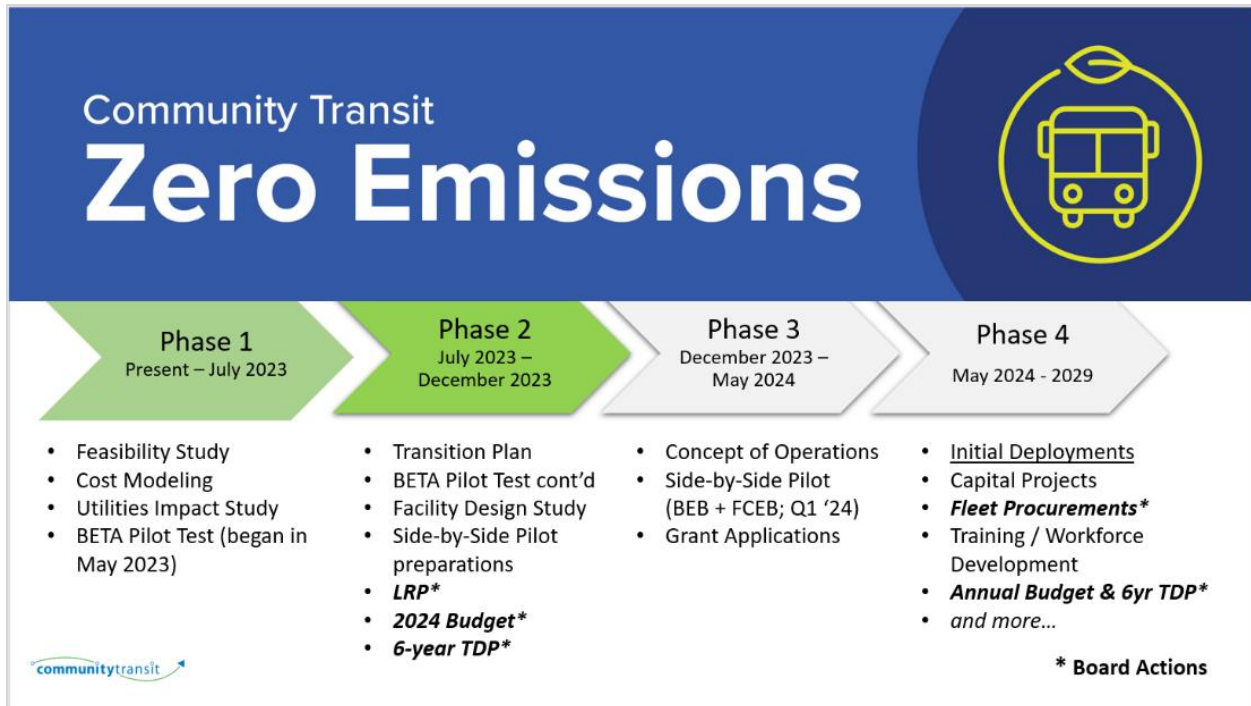 Community Transit
Zero Emissions
Phase 1
Present – July 2023
• Feasibility Study
• Cost Modeling
• Utilities Impact Study
• BETA Pilot Test (began in
May 2023)
Phase 2
July 2023 –
December 2023
• Transition Plan
• BETA Pilot Test cont’d
• Facility Design Study
• Side-by-Side Pilot
preparations
• LRP*
• 2024 Budget*
• 6-year TDP*
Phase 3
December 2023 –
May 2024
• Concept of Operations
• Side-by-Side Pilot
(BEB + FCEB; Q1 ‘24)
• Grant Applications
Phase 4
May 2024 - 2029
• Initial Deployments
• Capital Projects
• Fleet Procurements*
• Training / Workforce
Development
• Annual Budget & 6yr TDP*
• and more…
* Board Actions
communitytransit